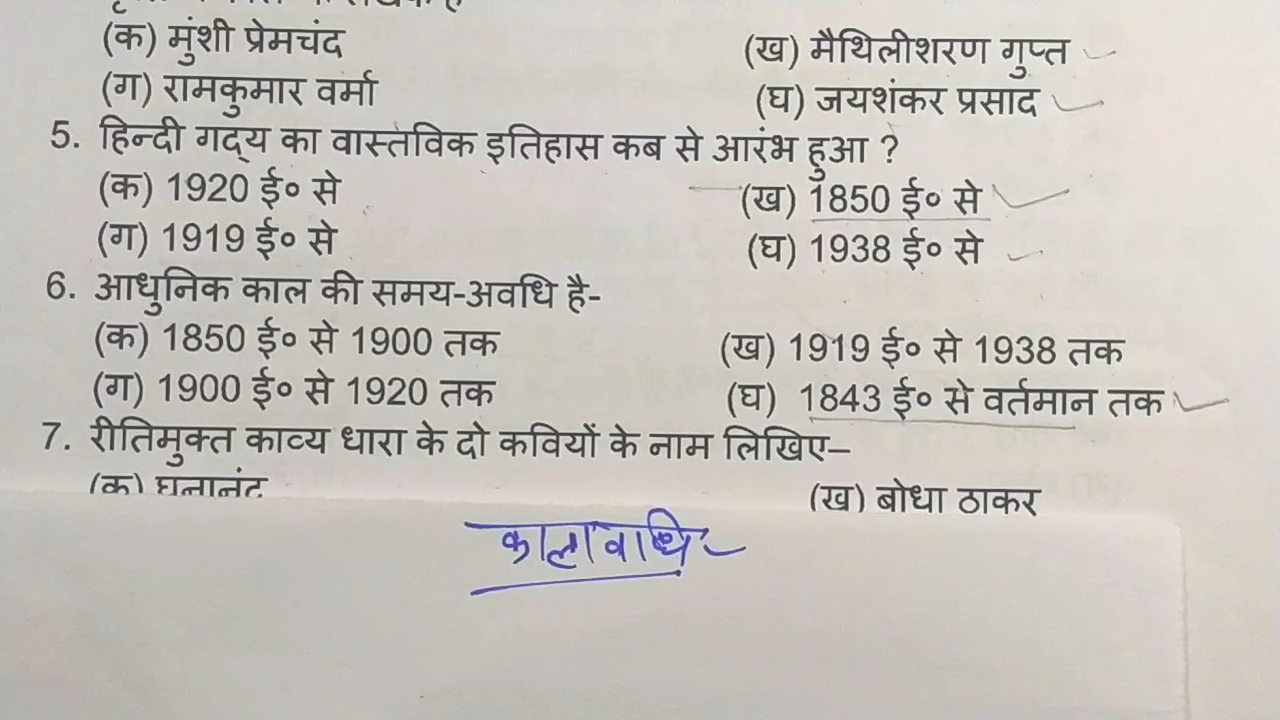 (क) मुंशी प्रेमचंद (ख) मैथिलीशरण गुप्त
(ग) रामकुमार वर्मा (घ) जयशंकर प्रसाद
5. हिन्दी गद्य का वास्तविक इतिहास कब से आरंभ हुआ ?
(क) 1920 ई० से (ख) 1850 ई० से
(ग) 1919 ई० से (घ) 1938 ई० से
6. आधुनिक काल की समय-अवधि है-
(क) 1850 ई० से 1900 तक (ख) 1919 ई० से 1938 तक
(ग) 1900 ई० से 1920 तक (घ) 1843 ई० से वर्तमान तक
7. रीतिमुक्त काव्य धारा के दो कवियों के नाम लिखिए–
(क) घनानंद (ख) बोधा ठाकर
कालावाधि